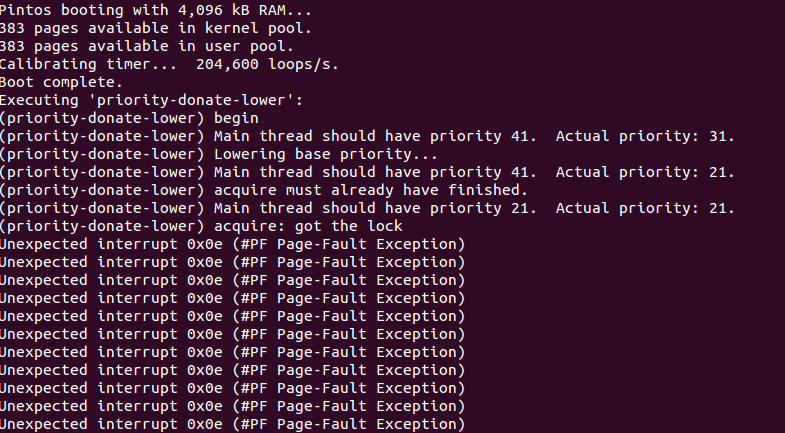 Pintos booting with 4,096 kB RAM...
383 pages available in kernel pool.
383 pages available in user pool.
Calibrating timer...  204,600 loops/s.
Boot complete.
Executing 'priority-donate-lower':
(priority-donate-lower) begin
(priority-donate-lower) Main thread should have priority 41.  Actual priority: 31.
(priority-donate-lower) Lowering base priority...
(priority-donate-lower) Main thread should have priority 41.  Actual priority: 21.
(priority-donate-lower) acquire must already have finished.
(priority-donate-lower) Main thread should have priority 21.  Actual priority: 21.
(priority-donate-lower) acquire: got the lock
Unexpected interrupt 0x0e (#PF Page-Fault Exception)
Unexpected interrupt 0x0e (#PF Page-Fault Exception)
Unexpected interrupt 0x0e (#PF Page-Fault Exception)
Unexpected interrupt 0x0e (#PF Page-Fault Exception)
Unexpected interrupt 0x0e (#PF Page-Fault Exception)
Unexpected interrupt 0x0e (#PF Page-Fault Exception)
Unexpected interrupt 0x0e (#PF Page-Fault Exception)
Unexpected interrupt 0x0e (#PF Page-Fault Exception)
Unexpected interrupt 0x0e (#PF Page-Fault Exception)
Unexpected interrupt 0x0e (#PF Page-Fault Exception)
Unexpected interrupt 0x0e (#PF Page-Fault Exception)